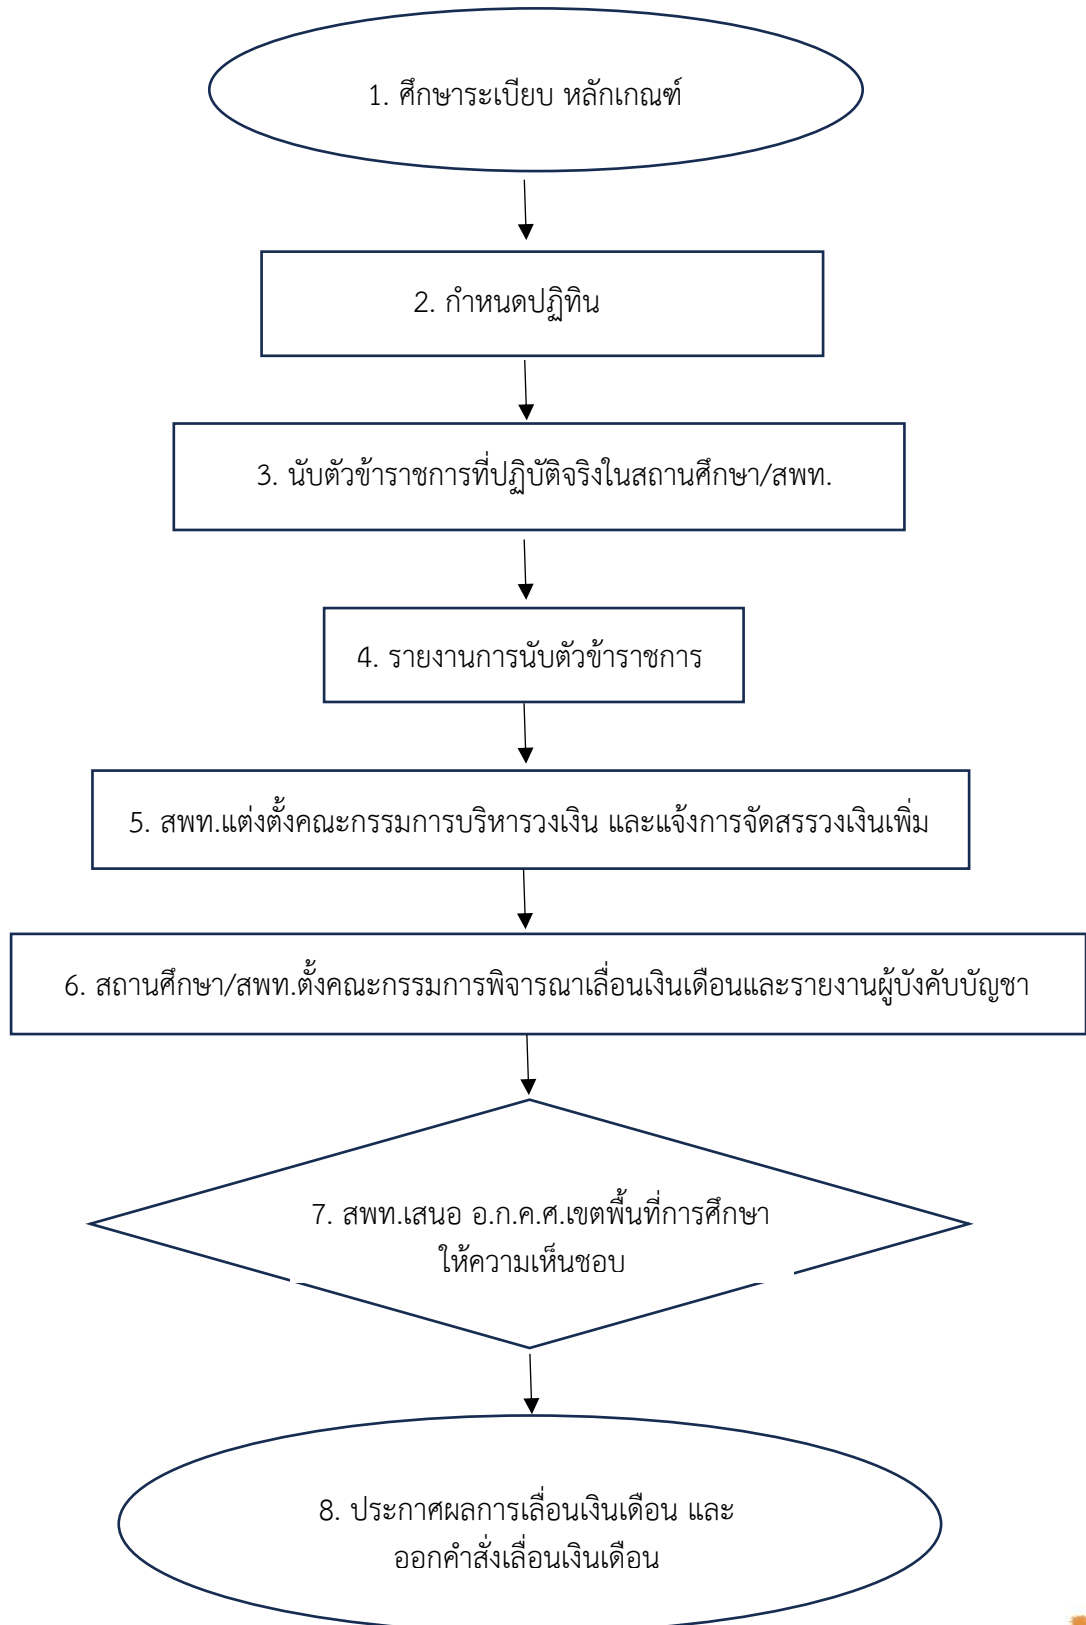 1. ศึกษาระเบียบ หลักเกณฑ์
2. กำหนดปฏิทิน
3. นับตัวข้าราชการที่ปฏิบัติจริงในสถานศึกษา/สพท.
4. รายงานการนับตัวข้าราชการ
5. สพท.แต่งตั้งคณะกรรมการบริหารวงเงิน และแจ้งการจัดสรรวงเงินเพิ่ม
6. สถานศึกษา/สพท.ตั้งคณะกรรมการพิจารณาเลื่อนเงินเดือนและรายงานผู้บังคับบัญชา
7. สพท.เสนอ อ.ก.ค.ศ.เขตพื้นที่การศึกษา
ให้ความเห็นชอบ
8. ประกาศผลการเลื่อนเงินเดือน และ
ออกคำสั่งเลื่อนเงินเดือน